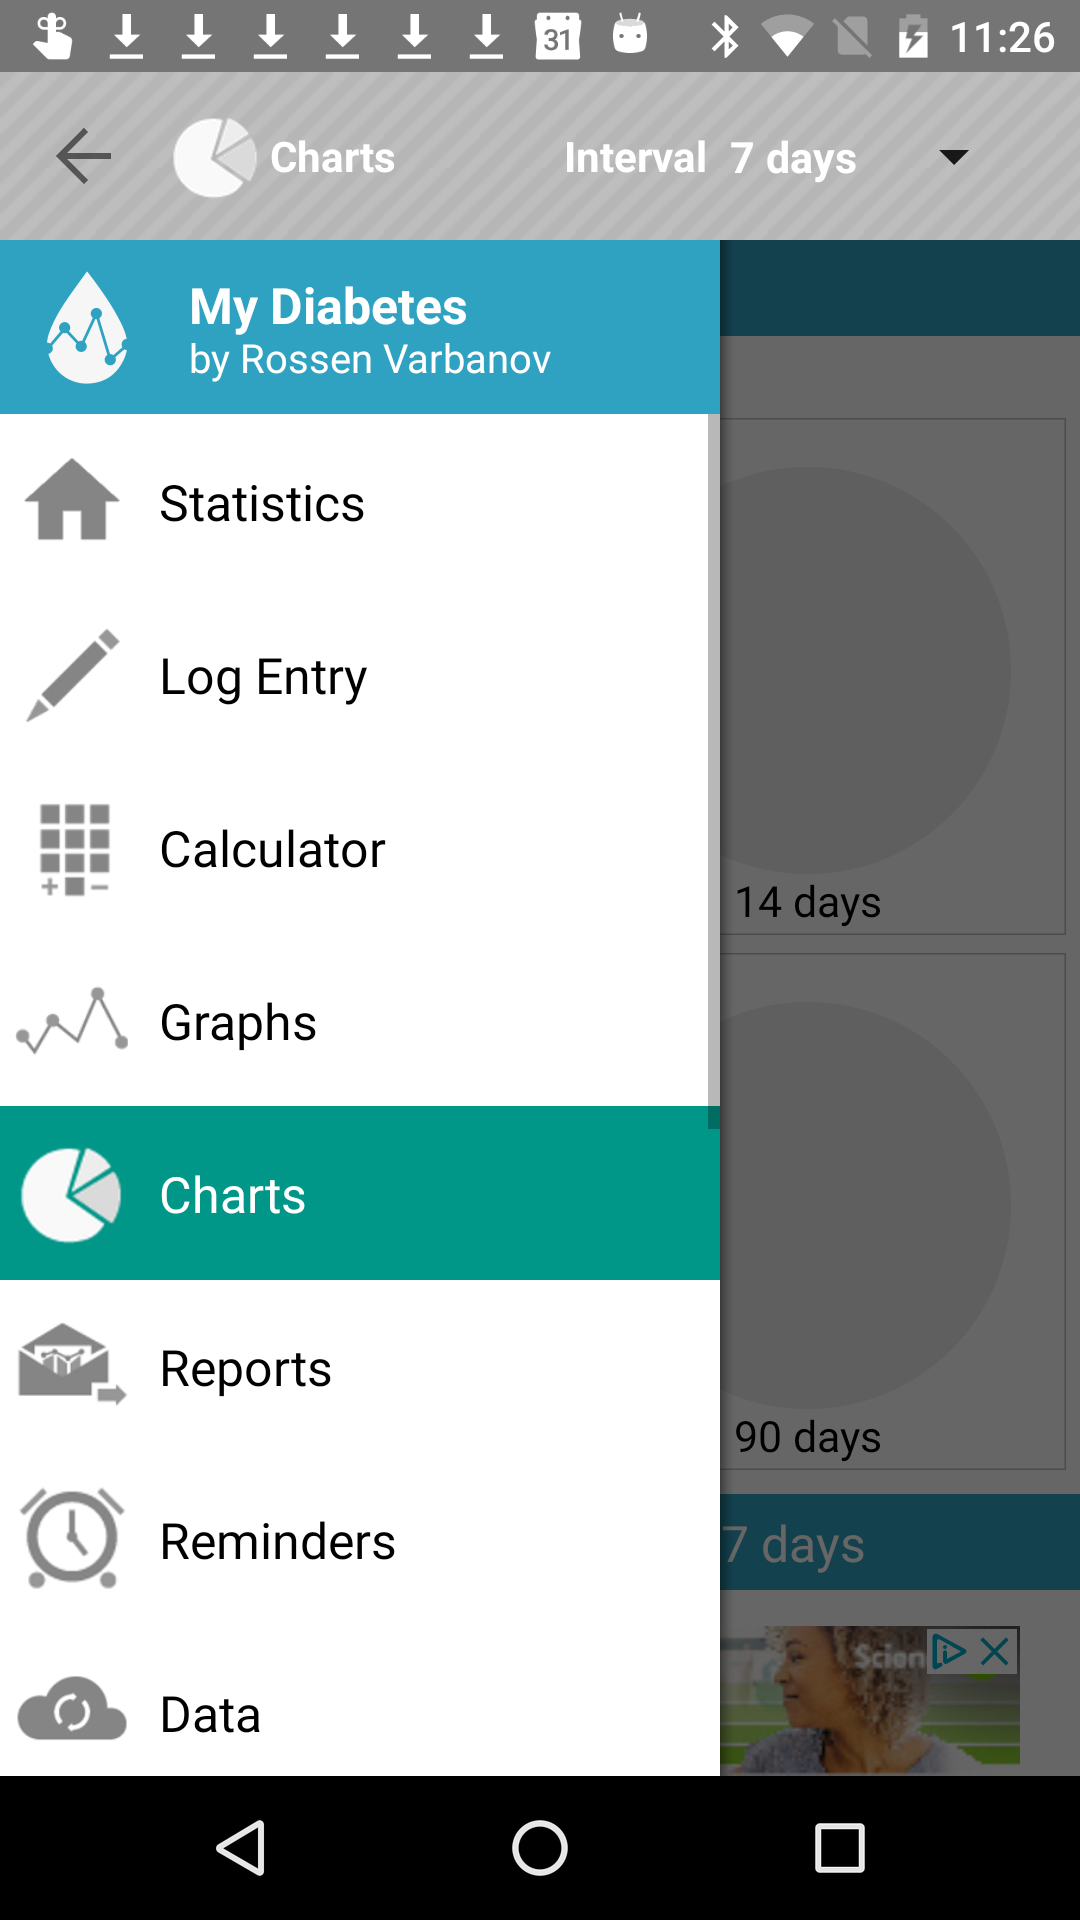 31
11:26
Charts
Interval 7 days
My Diabetes
by Rossen Varbanov
Statistics
Log Entry
Calculator
14 days
Graphs
Charts
Reports
90 days
Reminders
7 days
Scien
Data